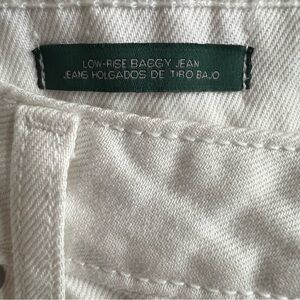 LOW-RISE BAGGY JEAN
JEANS HOLGADOS DE TIRO BAJO